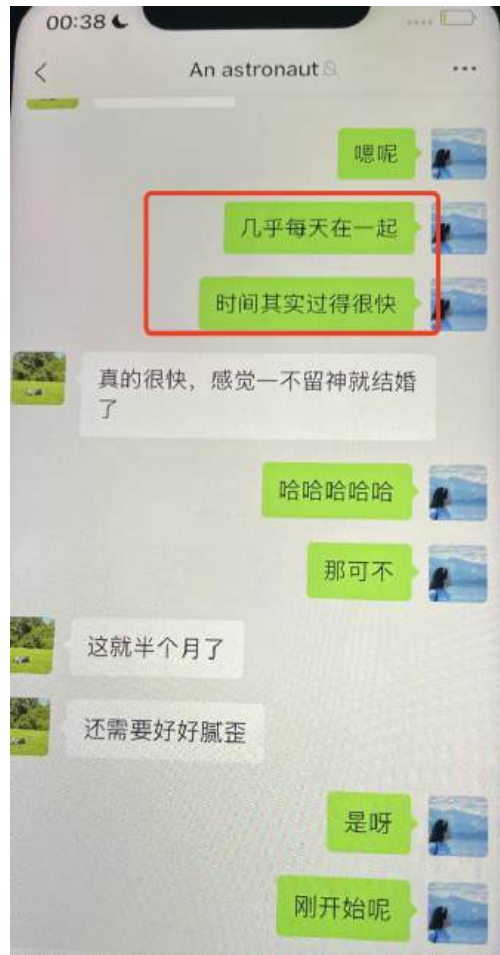 00:38
An astronaut
嗯呢
几乎每天在一起
时间其实过得很快
真的很快，感觉一不留神就结婚
了
哈哈哈哈哈
那可不
这就半个月了
还需要好好腻歪
是呀
刚开始呢